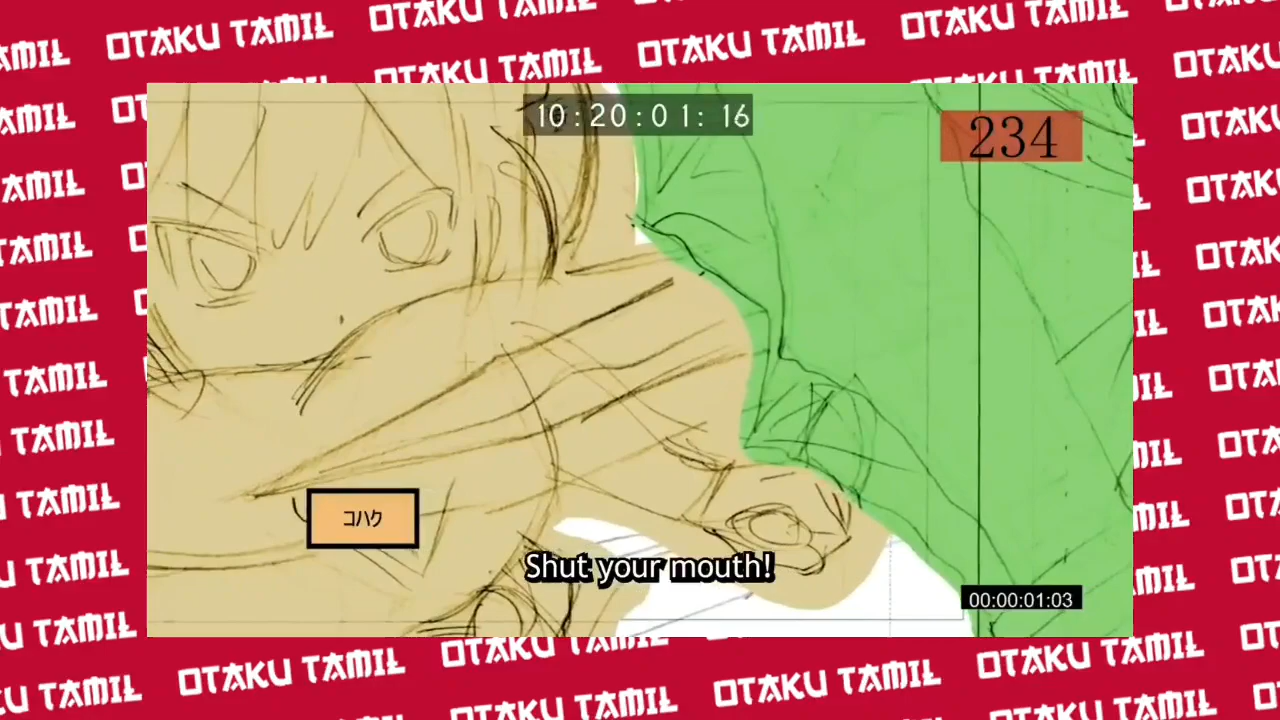 OTAKU TAMIL
10:20:01:16
234
コハク
Shut your mouth!
00:00:01:03